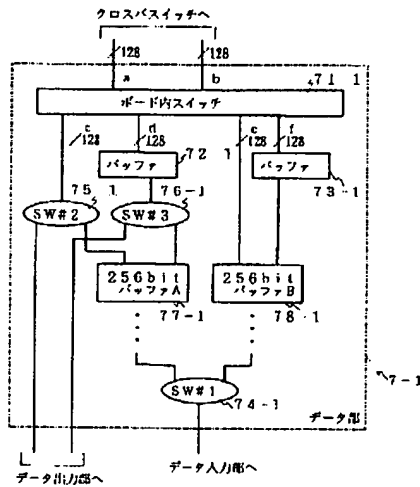 クロスバスイッチへ
128 128
a b
71 1
ボード内スイッチ
c d e f
128 128 128 128
72 1
バッファ バッファ
73-1
75 1 76-1
SW#2 SW#3
256bit 256bit
バッファA バッファB
77-1 78-1
SW#1
74-1
7-1
データ部
データ出力部へ データ入力部へ